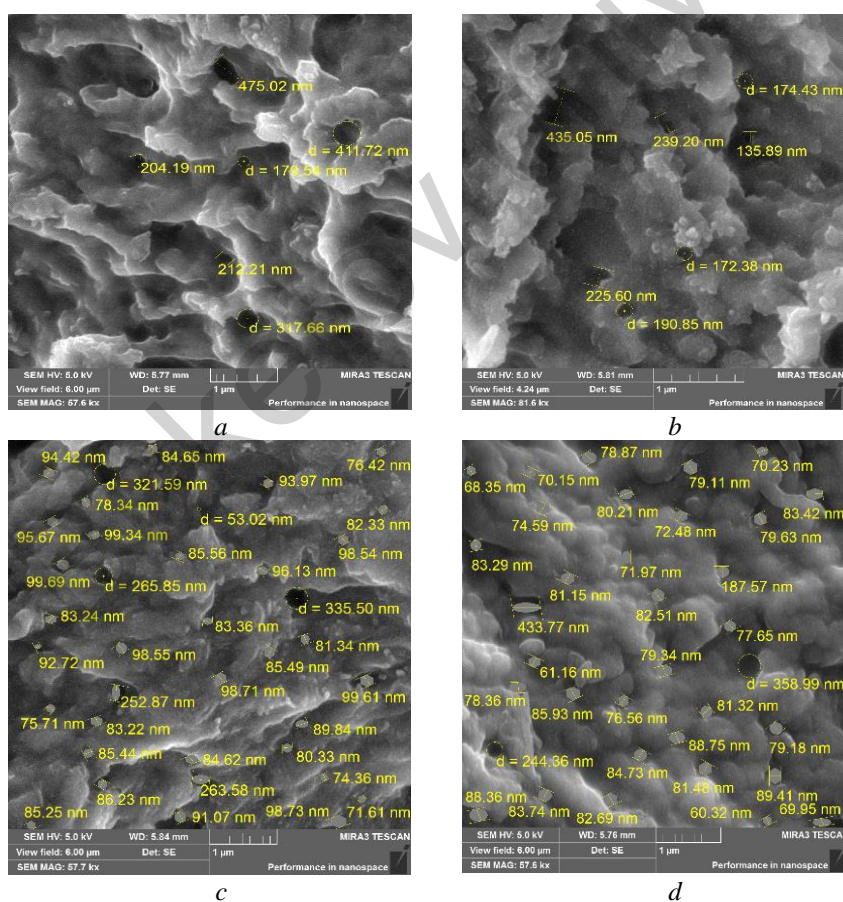 475.02 nm
d = 411.72 nm
204.19 nm
d = 179.54 nm
212.21 nm
d = 317.66 nm
SEM HV: 5.0 kV WD: 5.77 mm MIRA3 TESCAN
View field: 6.00 µm Det: SE 1 µm
SEM MAG: 57.6 kx Performance in nanospace
a
d = 174.43 nm
435.05 nm
239.20 nm
135.89 nm
d = 172.38 nm
225.60 nm
d = 190.85 nm
SEM HV: 5.0 kV WD: 5.81 mm MIRA3 TESCAN
View field: 4.24 µm Det: SE 1 µm
SEM MAG: 81.6 kx Performance in nanospace
b
94.42 nm
84.65 nm
76.42 nm
d = 321.59 nm
93.97 nm
78.34 nm
d = 53.02 nm
82.33 nm
95.67 nm
99.34 nm
85.56 nm
98.54 nm
99.69 nm
d = 265.85 nm
96.13 nm
d = 335.50 nm
83.24 nm
83.36 nm
81.34 nm
92.72 nm
98.55 nm
85.49 nm
252.87 nm
98.71 nm
99.61 nm
75.71 nm
83.22 nm
89.84 nm
85.44 nm
84.62 nm
80.33 nm
86.23 nm
263.58 nm
74.36 nm
85.25 nm
91.07 nm
98.73 nm
71.61 nm
SEM HV: 5.0 kV WD: 5.84 mm MIRA3 TESCAN
View field: 6.00 µm Det: SE 1 µm
SEM MAG: 57.7 kx Performance in nanospace
c
78.87 nm
70.23 nm
68.35 nm
70.15 nm
79.11 nm
80.21 nm
83.42 nm
74.59 nm
72.48 nm
79.63 nm
83.29 nm
71.97 nm
187.57 nm
81.15 nm
82.51 nm
433.77 nm
77.65 nm
61.16 nm
79.34 nm
d = 358.99 nm
78.36 nm
85.93 nm
76.56 nm
81.32 nm
88.75 nm
79.18 nm
d = 244.36 nm
84.73 nm
81.48 nm
89.41 nm
88.36 nm
83.74 nm
82.69 nm
60.32 nm
69.95 nm
SEM HV: 5.0 kV WD: 5.76 mm MIRA3 TESCAN
View field: 6.00 µm Det: SE 1 µm
SEM MAG: 57.6 kx Performance in nanospace
d